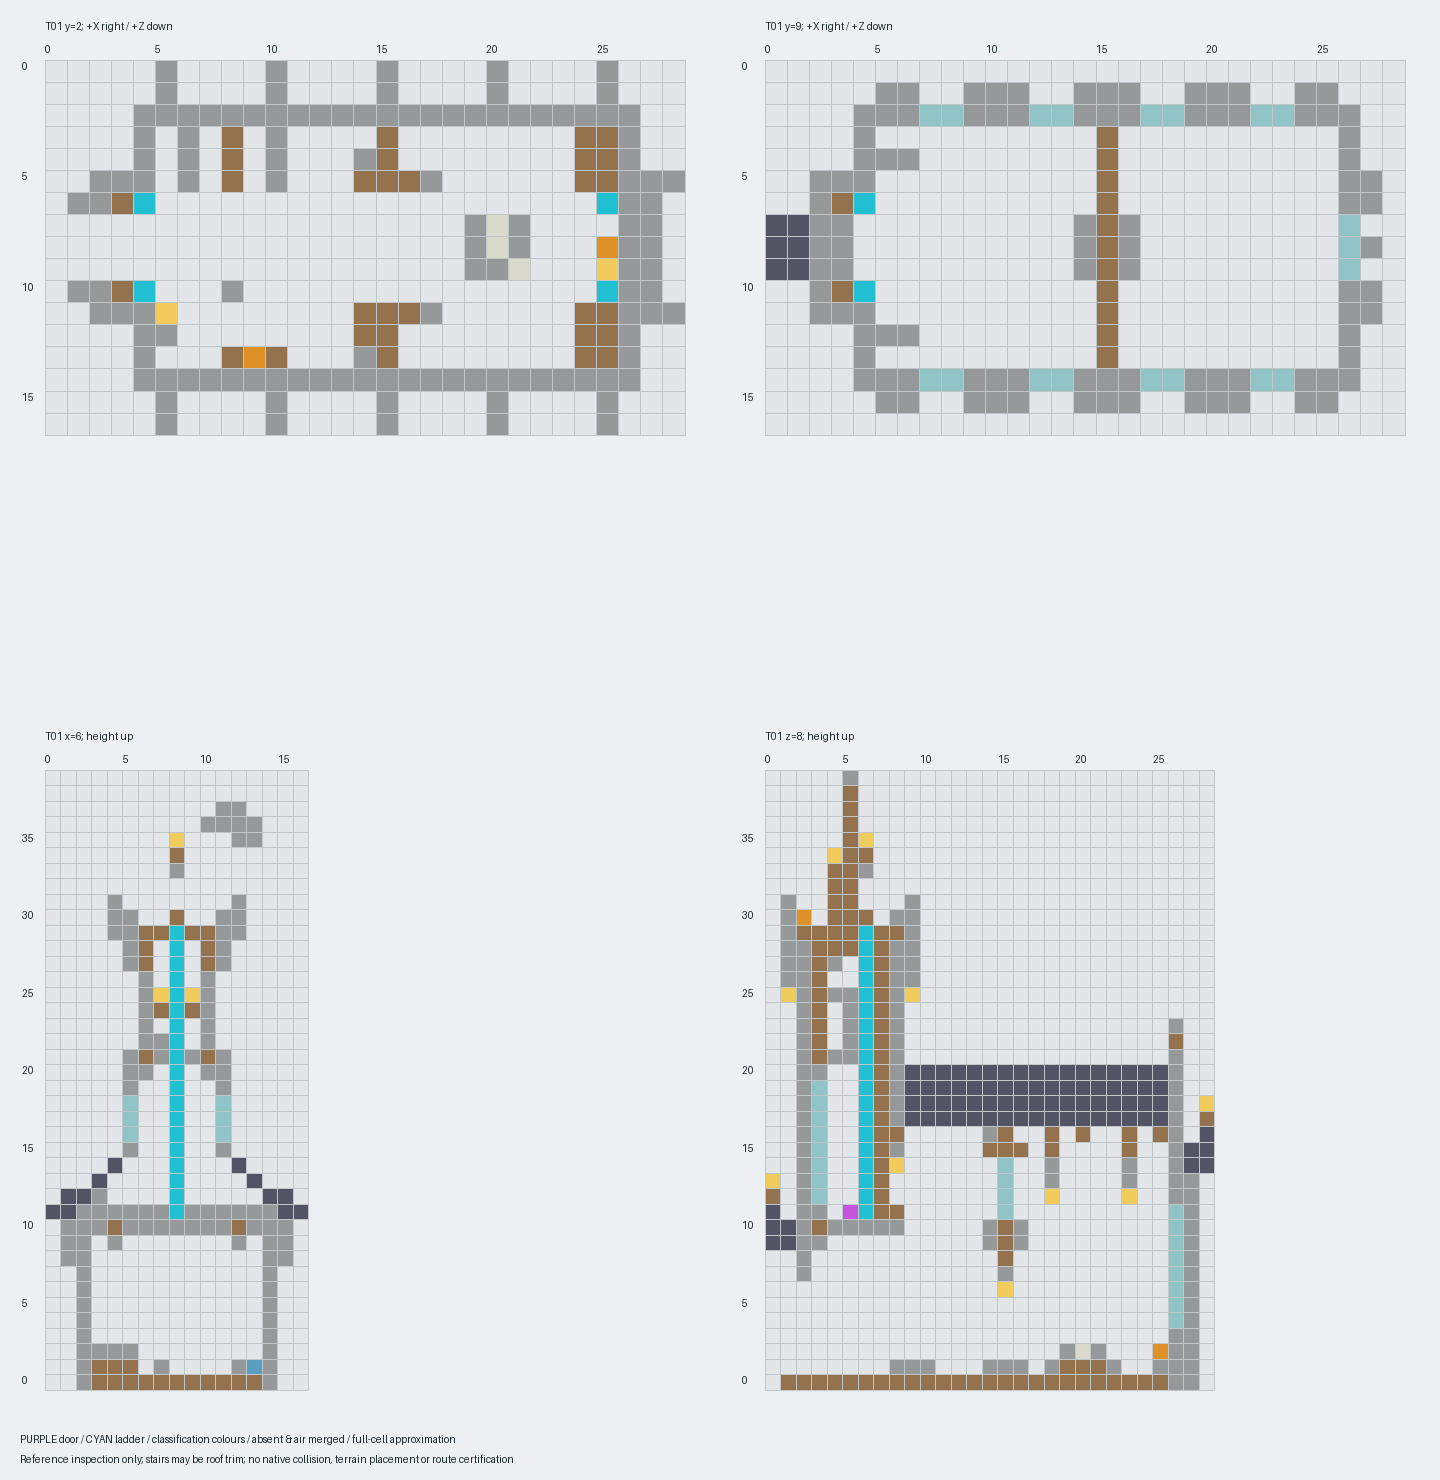 T01 y=2; +X right / +Z down
T01 y=9; +X right / +Z down
0 5 10 15 20 25
0 5 10 15 20 25
0
0
5
5
10
10
15
15
T01 x=6; height up
T01 z=8; height up
0 5 10 15
0 5 10 15 20 25
35
35
30
30
25
25
20
20
15
15
10
10
5
5
0
0
PURPLE door / CYAN ladder / classification colours / absent & air merged / full-cell approximation
Reference inspection only; stairs may be roof trim; no native collision, terrain placement or route certification